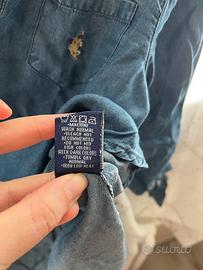 •MACHINE
WASH NORMAL
•BLEACH NOT
RECOMMENDED
•DO NOT USE
LIGHT COLORS
WITH DARK COLORS
•TUMBLE DRY
NORMAL
•IRON LOW HEAT
subito